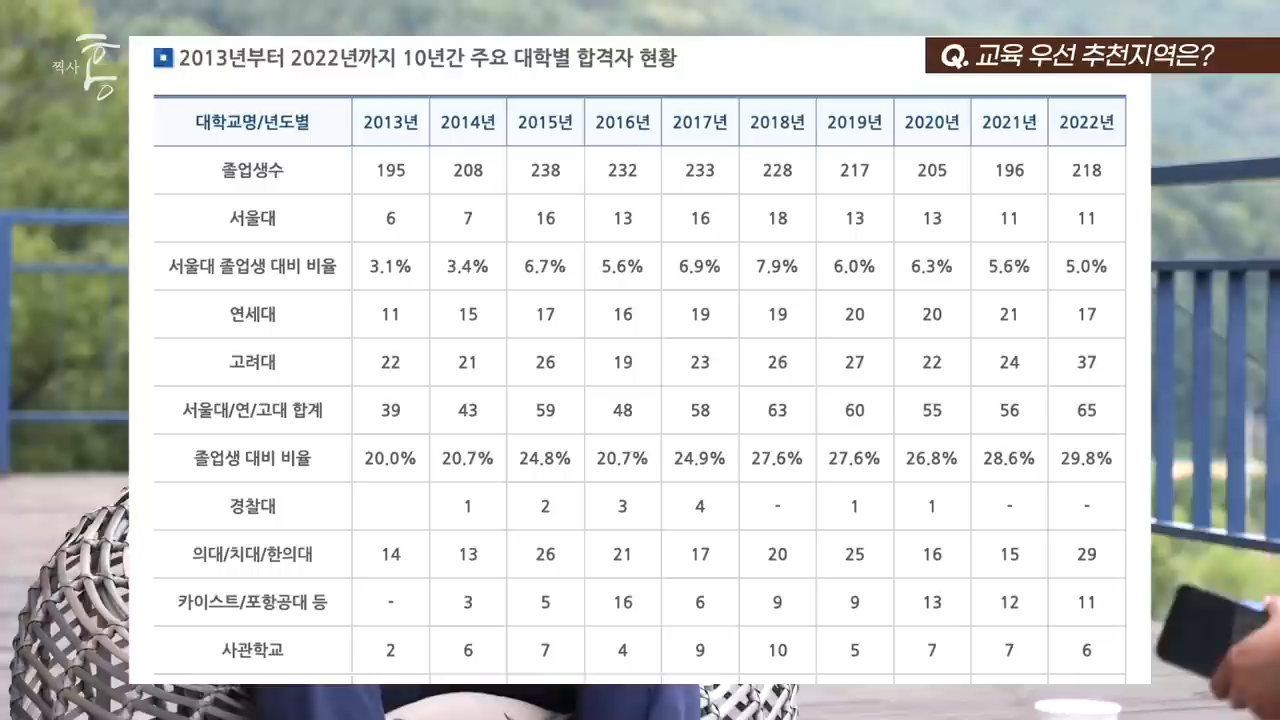 찍사 홍
Q. 교육 우선 추천지역은?
2013년부터 2022년까지 10년간 주요 대학별 합격자 현황
대학교명/년도별 2013년 2014년 2015년 2016년 2017년 2018년 2019년 2020년 2021년 2022년
졸업생수 195 208 238 232 233 228 217 205 196 218
서울대 6 7 16 13 16 18 13 13 11 11
서울대 졸업생 대비 비율 3.1% 3.4% 6.7% 5.6% 6.9% 7.9% 6.0% 6.3% 5.6% 5.0%
연세대 11 15 17 16 19 19 20 20 21 17
고려대 22 21 26 19 23 26 27 22 24 37
서울대/연/고대 합계 39 43 59 48 58 63 60 55 56 65
졸업생 대비 비율 20.0% 20.7% 24.8% 20.7% 24.9% 27.6% 27.6% 26.8% 28.6% 29.8%
경찰대 1 2 3 4 - 1 1 - -
의대/치대/한의대 14 13 26 21 17 20 25 16 15 29
카이스트/포항공대 등 - 3 5 16 6 9 9 13 12 11
사관학교 2 6 7 4 9 10 5 7 7 6